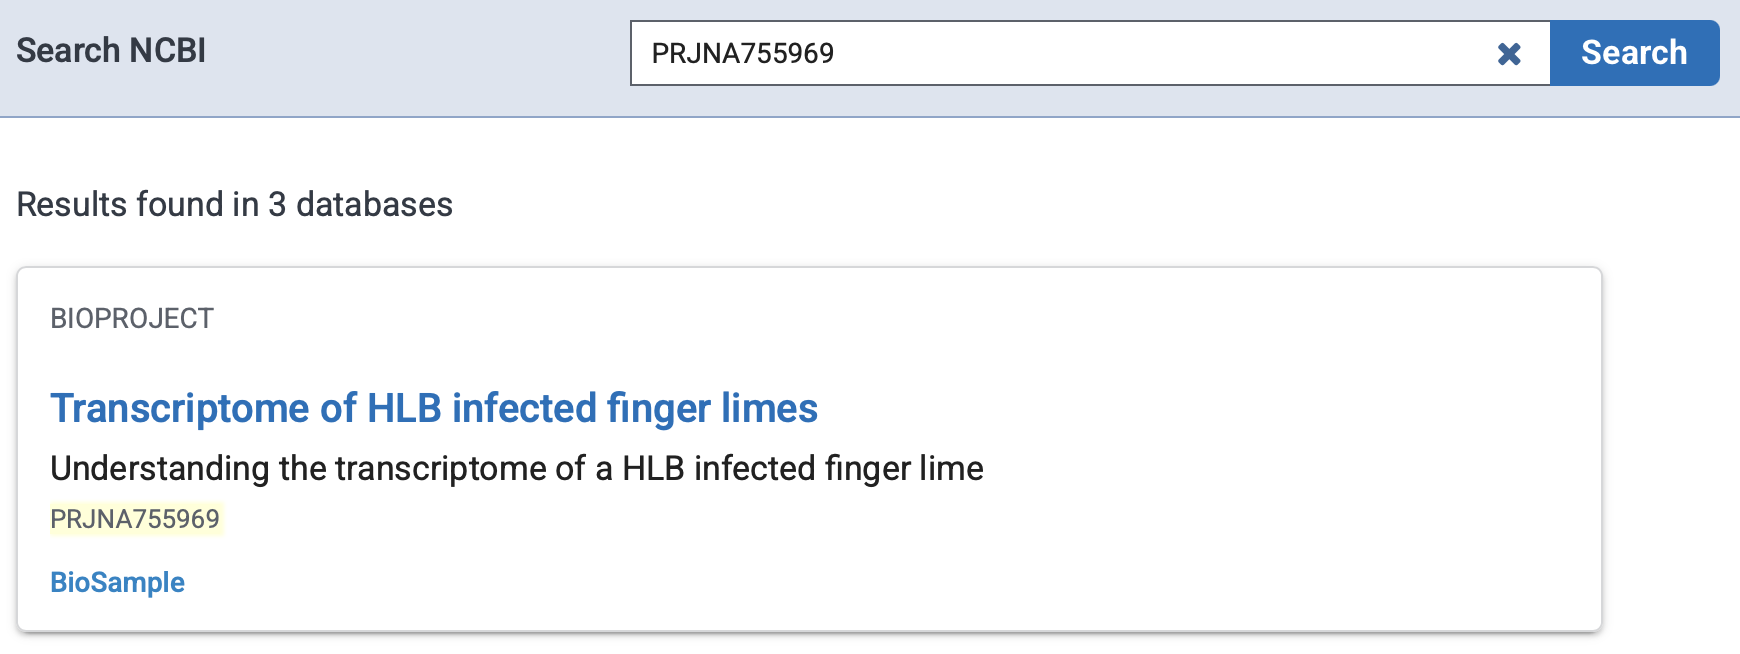 Search NCBI
PRJNA755969
Search
Results found in 3 databases
BIOPROJECT
Transcriptome of HLB infected finger limes
Understanding the transcriptome of a HLB infected finger lime
PRJNA755969
BioSample